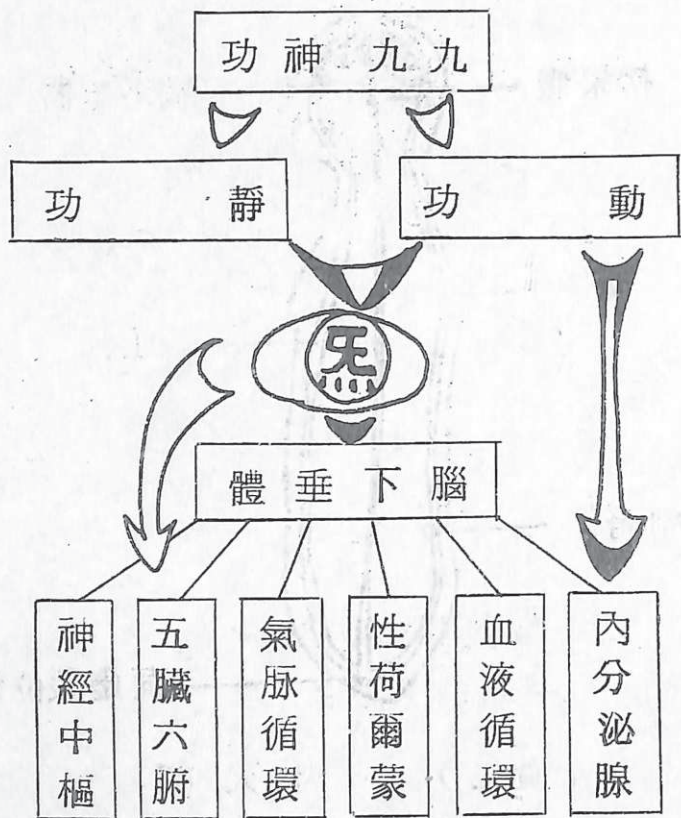 九九神功
動功
靜功
炁
腦下垂體
內分泌腺
血液循環
性荷爾蒙
氣脉循環
五臟六腑
神經中樞